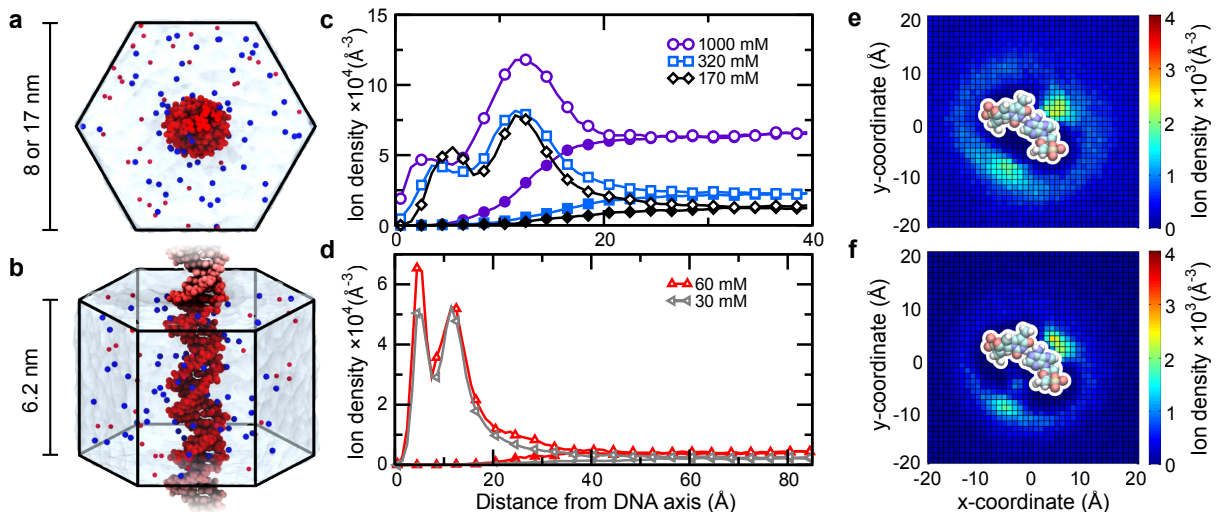 a
8 or 17 nm
b
6.2 nm
c
Ion density ×10⁴(Å⁻³)
15
10
5
0
1000 mM
320 mM
170 mM
0
20
40
d
Ion density ×10⁴(Å⁻³)
6
4
2
0
60 mM
30 mM
0
20
40
60
80
Distance from DNA axis (Å)
e
y-coordinate (Å)
20
10
0
-10
-20
4
3
2
1
0
Ion density ×10³(Å⁻³)
f
y-coordinate (Å)
20
10
0
-10
-20
-20
-10
0
10
20
x-coordinate (Å)
4
3
2
1
0
Ion density ×10³(Å⁻³)